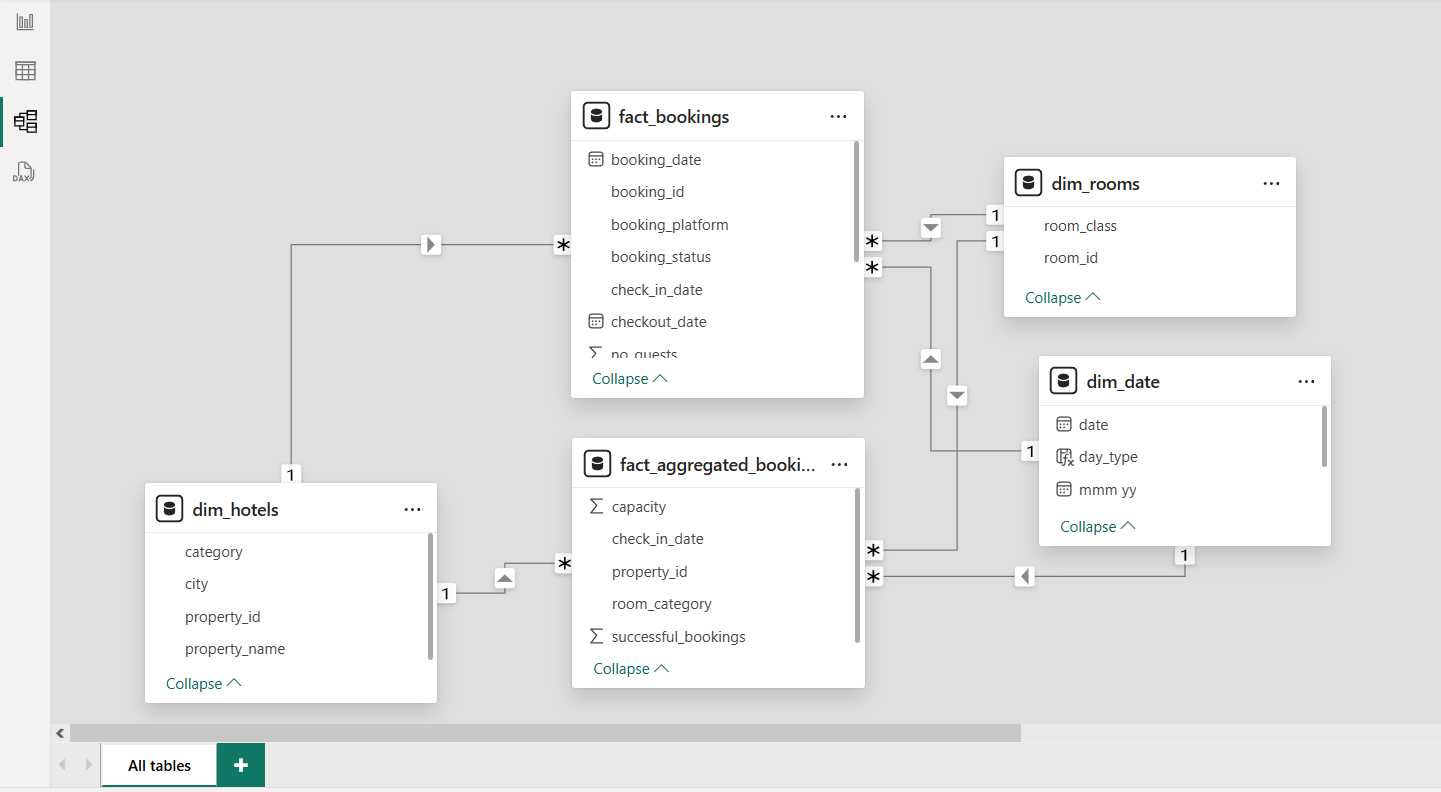 DAX
fact_bookings
booking_date
booking_id
booking_platform
booking_status
check_in_date
checkout_date
no_guests
Collapse
dim_rooms
room_class
room_id
Collapse
dim_date
date
day_type
mmm yy
Collapse
fact_aggregated_booki...
capacity
check_in_date
property_id
room_category
successful_bookings
Collapse
dim_hotels
category
city
property_id
property_name
Collapse
1
*
*
*
1
1
1
1
*
*
*
1
All tables
+